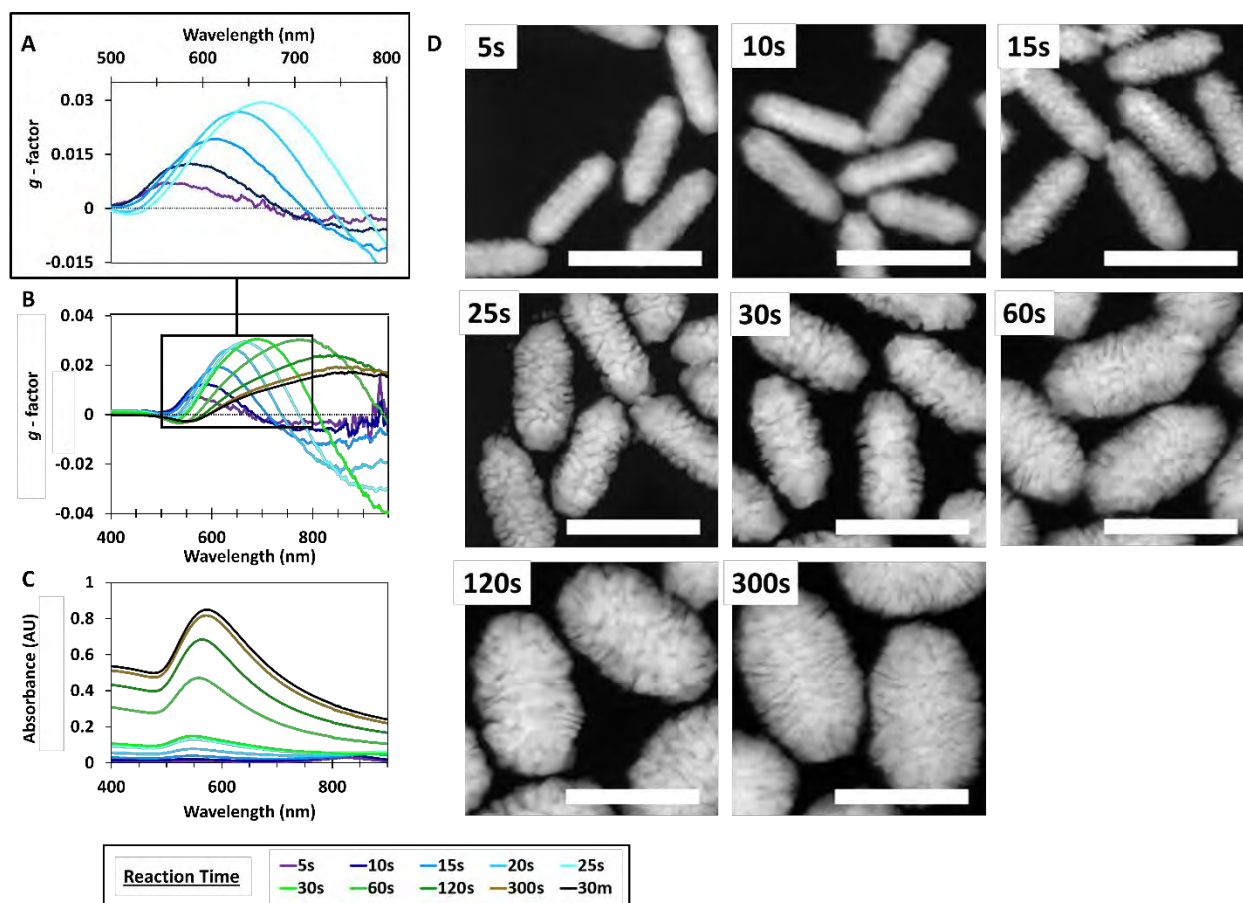 A
Wavelength (nm)
500 600 700 800
0.03
0.015
0
-0.015
g - factor
B
0.04
0.02
0
-0.02
-0.04
g - factor
400 600 800
Wavelength (nm)
C
1
0.8
0.6
0.4
0.2
0
Absorbance (AU)
400 600 800
Wavelength (nm)
D
5s
10s
15s
25s
30s
60s
120s
300s
Reaction Time
5s 10s 15s 20s 25s
30s 60s 120s 300s 30m